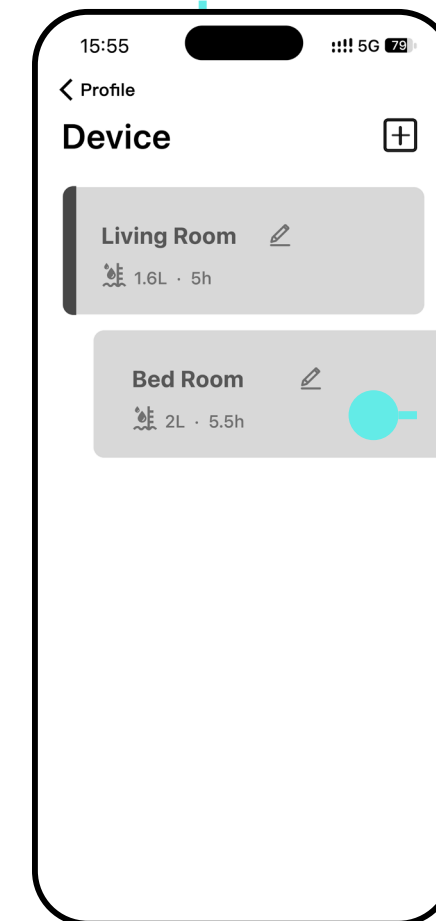 15:55 5G 79
Profile
Device
Living Room
1.6L · 5h
Bed Room
2L · 5.5h